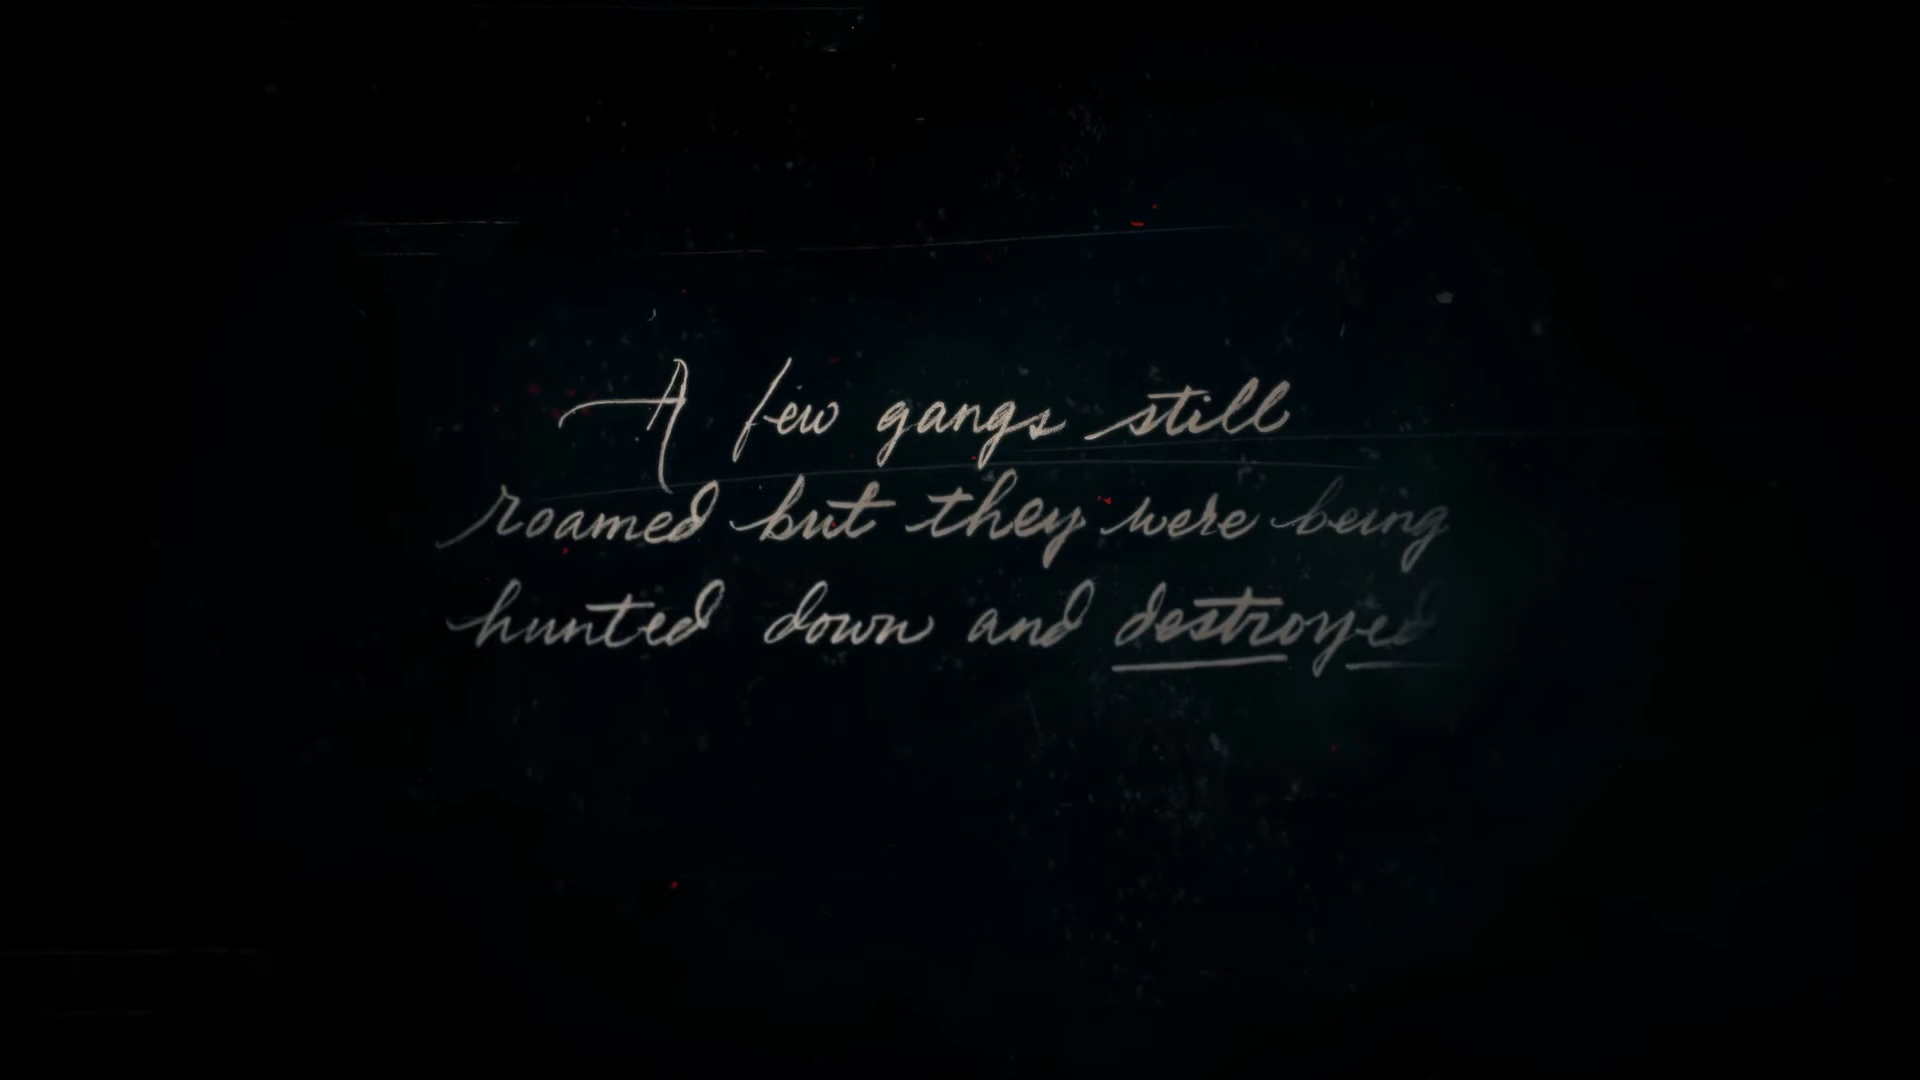 A few gangs still
roamed but they were being
hunted down and destroyed